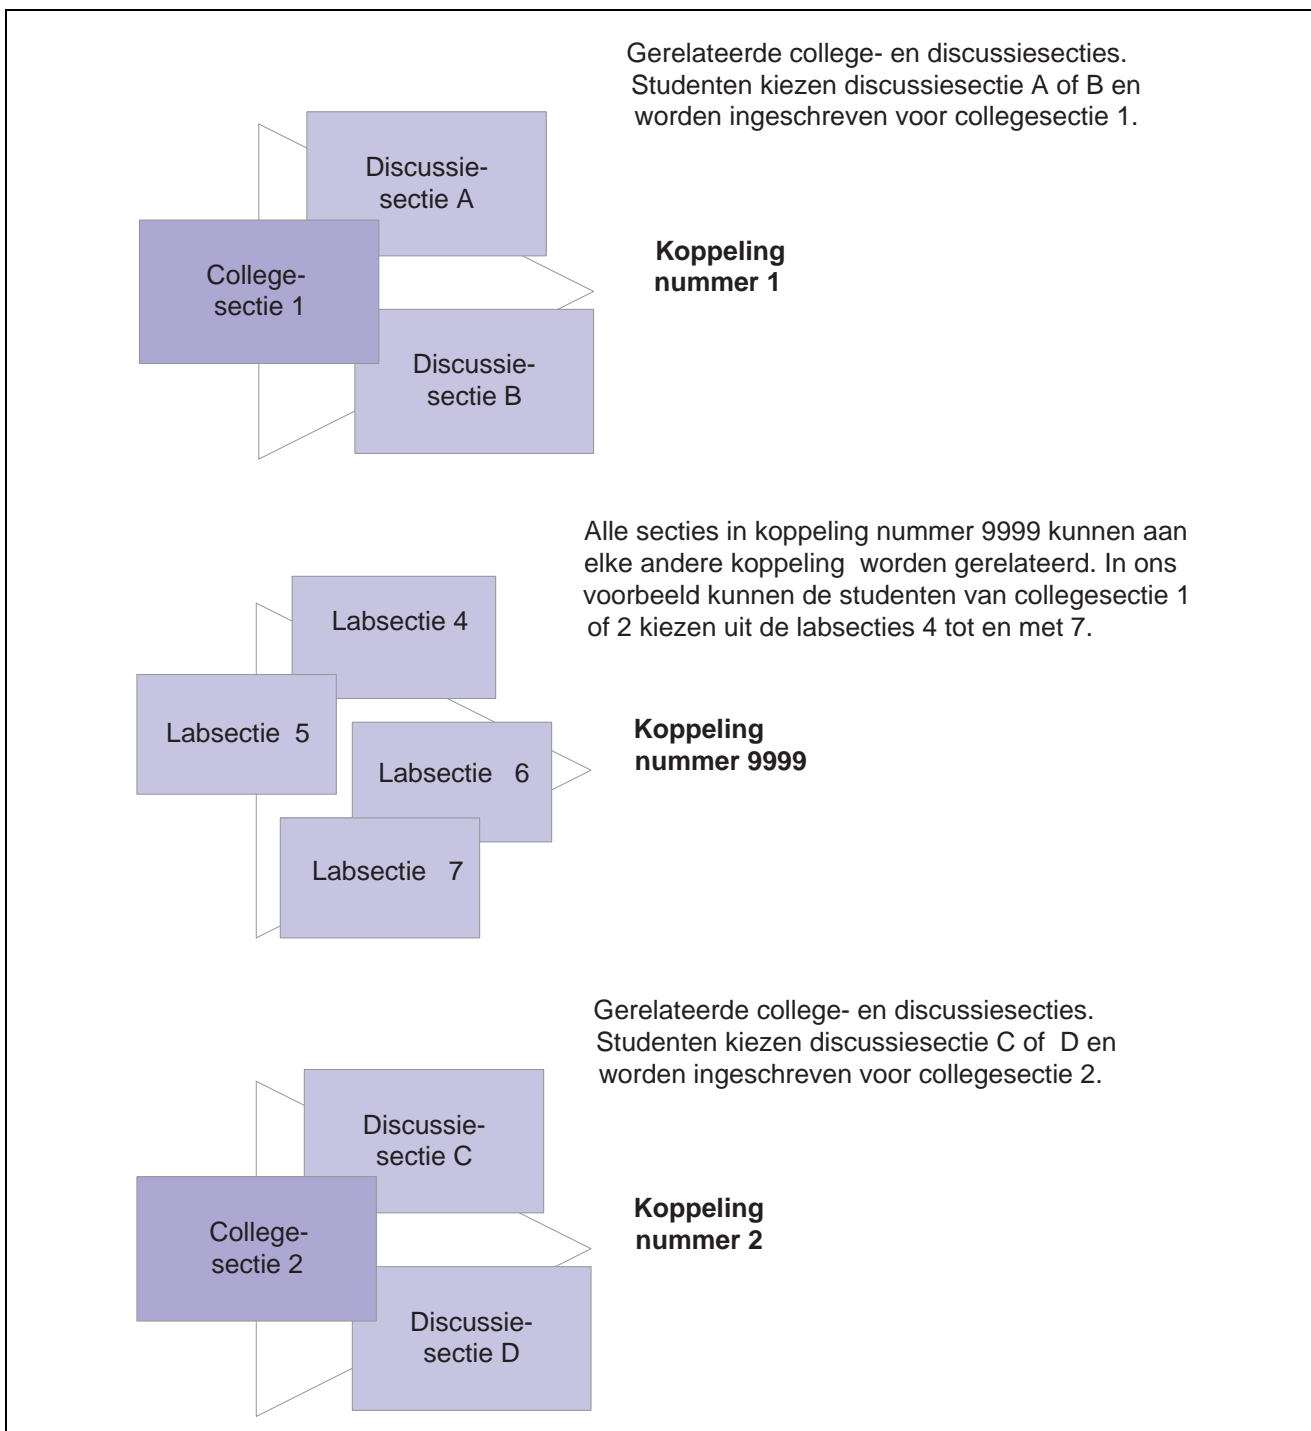 Gerelateerde college- en discussiesecties.
Studenten kiezen discussiesectie A of B en
worden ingeschreven voor collegesectie 1.
Discussie-
sectie A
College-
sectie 1
Koppeling
nummer 1
Discussie-
sectie B
Alle secties in koppeling nummer 9999 kunnen aan
elke andere koppeling worden gerelateerd. In ons
voorbeeld kunnen de studenten van collegesectie 1
of 2 kiezen uit de labsecties 4 tot en met 7.
Labsectie 4
Labsectie 5
Koppeling
nummer 9999
Labsectie 6
Labsectie 7
Gerelateerde college- en discussiesecties.
Studenten kiezen discussiesectie C of D en
worden ingeschreven voor collegesectie 2.
Discussie-
sectie C
College-
sectie 2
Koppeling
nummer 2
Discussie-
sectie D